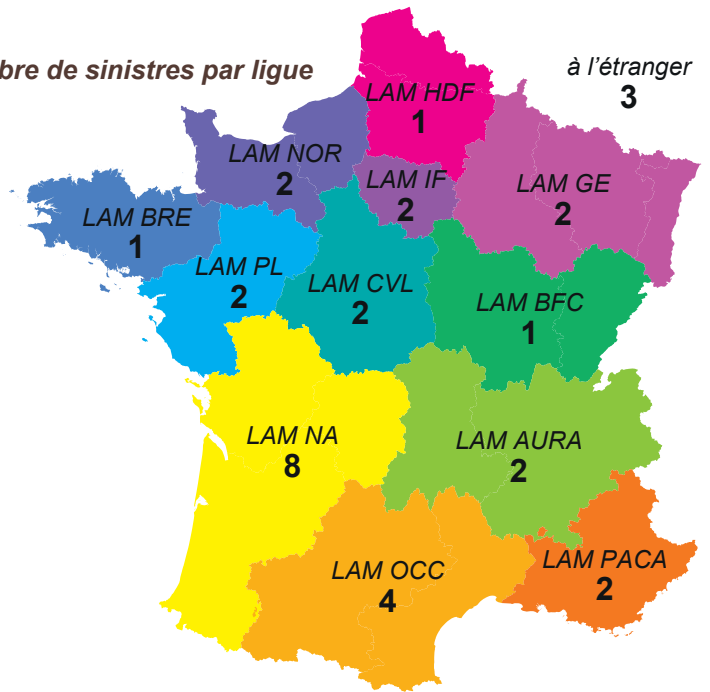 de sinistres par ligue
à l'étranger
3
LAM HDF
1
LAM NOR
2
LAM IF
2
LAM GE
2
LAM BRE
1
LAM PL
2
LAM CVL
2
LAM BFC
1
LAM NA
8
LAM AURA
2
LAM OCC
4
LAM PACA
2